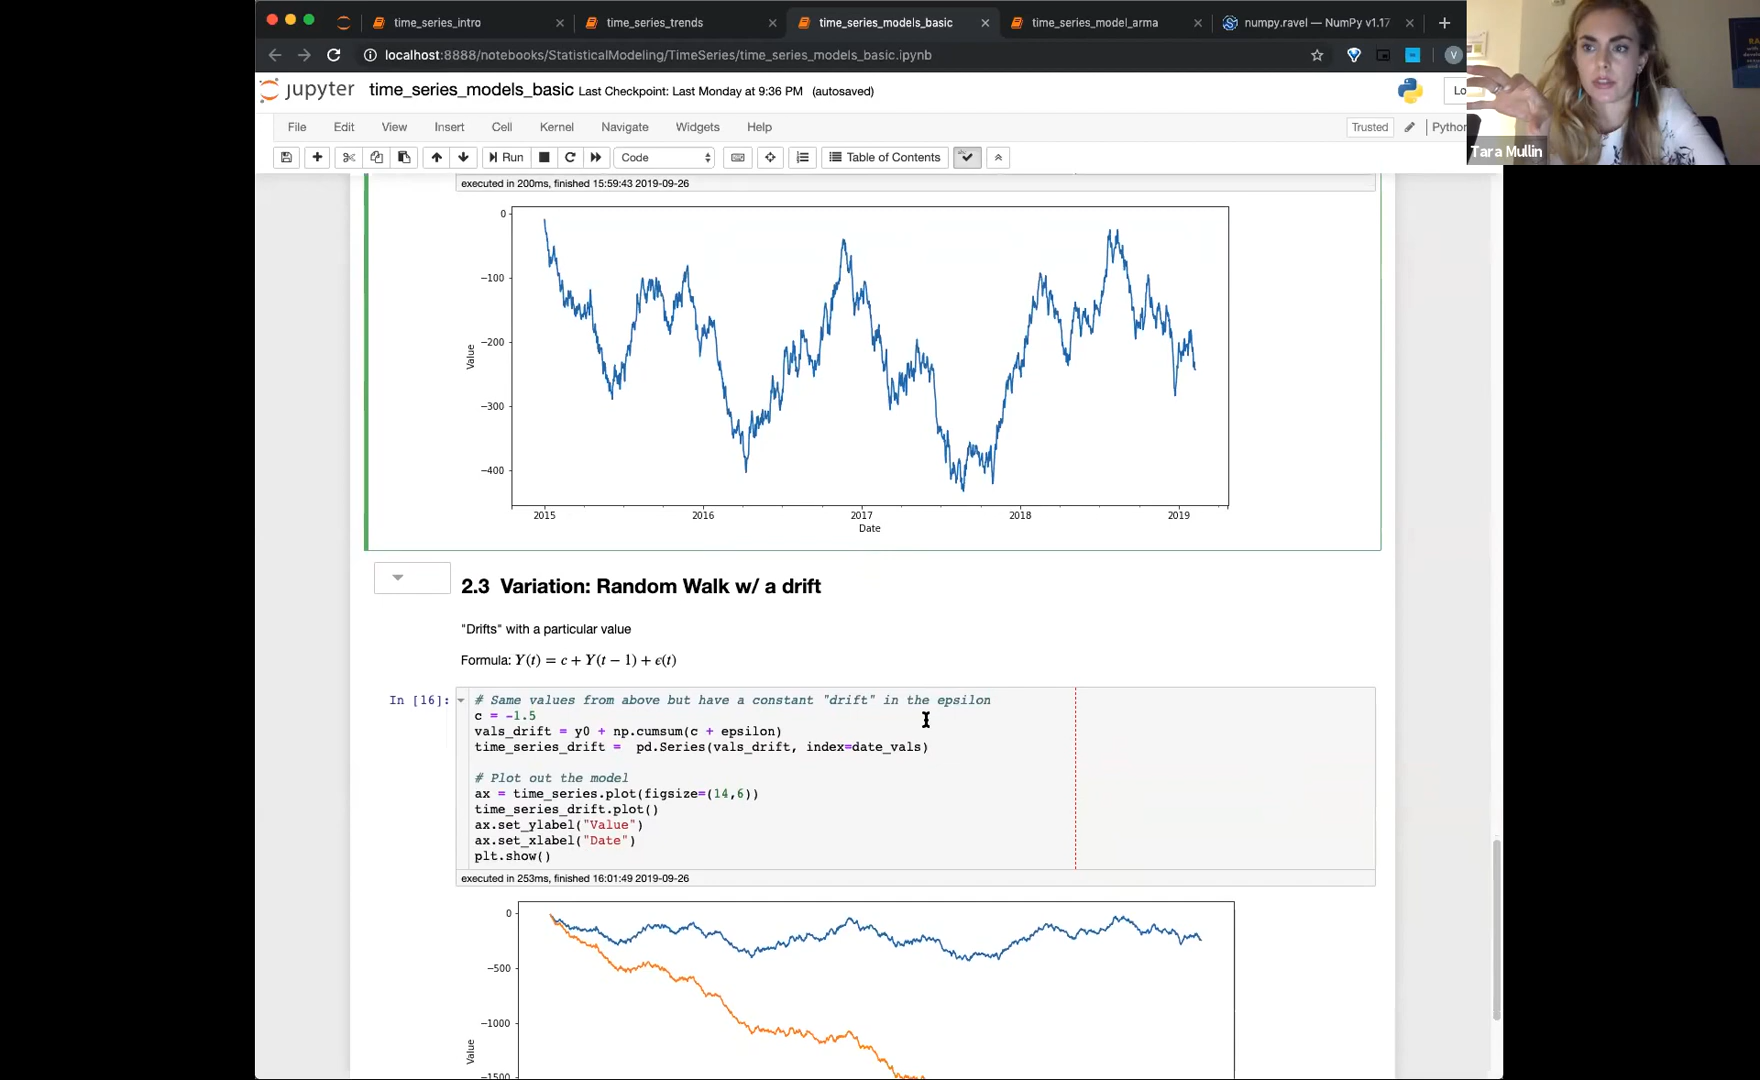 time_series_intro
time_series_trends
time_series_models_basic
time_series_model_arma
numpy.ravel — NumPy v1.17
localhost:8888/notebooks/StatisticalModeling/TimeSeries/time_series_models_basic.ipynb
V
jupyter time_series_models_basic Last Checkpoint: Last Monday at 9:36 PM (autosaved)
Lo
File Edit View Insert Cell Kernel Navigate Widgets Help
Trusted
Python
Tara Mullin
Run
Code
Table of Contents
executed in 200ms, finished 15:59:43 2019-09-26
0
−100
−200
−300
−400
Value
2015 2016 2017 2018 2019
Date
2.3 Variation: Random Walk w/ a drift
"Drifts" with a particular value
Formula: Y(t) = c + Y(t − 1) + ϵ(t)
In [16]:
# Same values from above but have a constant "drift" in the epsilon
c = -1.5
vals_drift = y0 + np.cumsum(c + epsilon)
time_series_drift =  pd.Series(vals_drift, index=date_vals)
# Plot out the model
ax = time_series.plot(figsize=(14,6))
time_series_drift.plot()
ax.set_ylabel("Value")
ax.set_xlabel("Date")
plt.show()
executed in 253ms, finished 16:01:49 2019-09-26
0
−500
−1000
−1500
Value